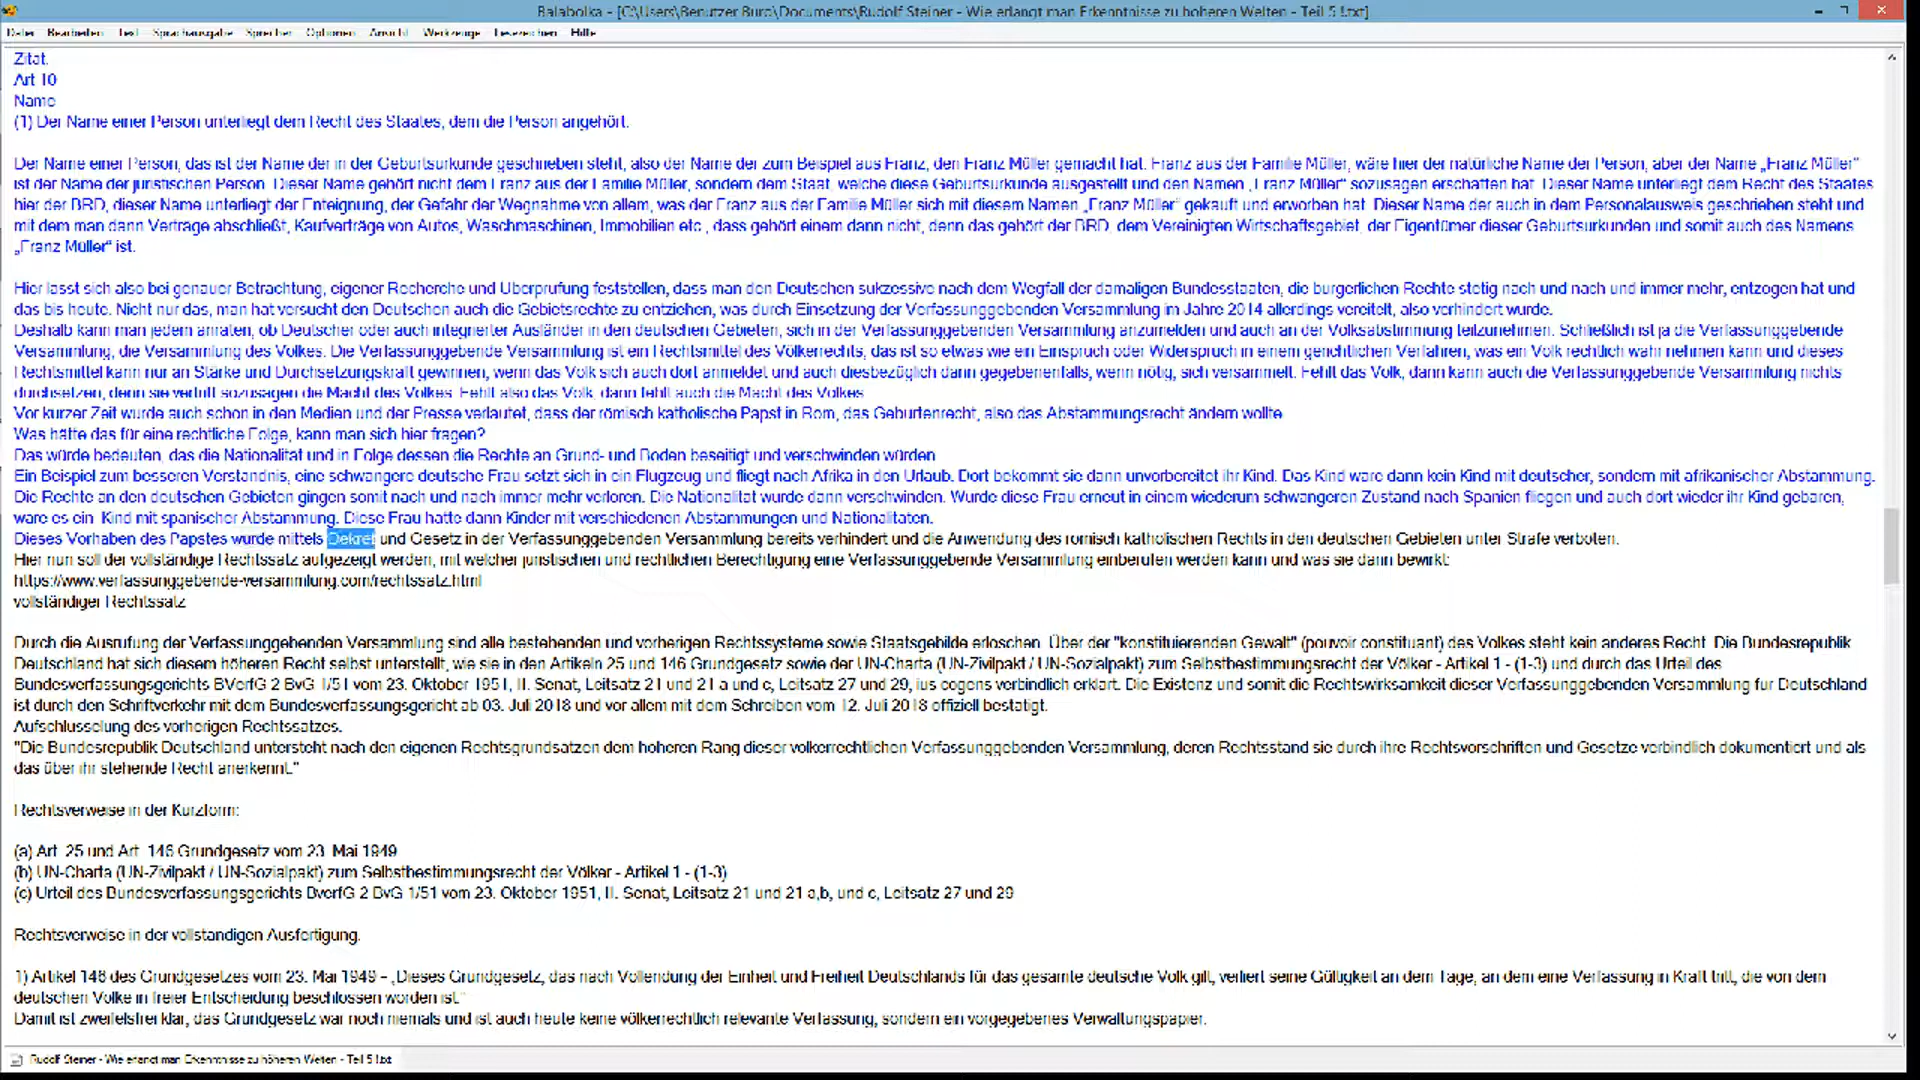 Balabolka - [C:\Users\Benutzer Büro\Documents\Rudolf Steiner - Wie erlangt man Erkenntnisse zu höheren Welten - Teil 5 !.txt]
Datei Bearbeiten Text Sprachausgabe Sprecher Optionen Ansicht Werkzeuge Lesezeichen Hilfe
Zitat:
Art 10
Name
(1) Der Name einer Person unterliegt dem Recht des Staates, dem die Person angehört.
Der Name einer Person, das ist der Name der in der Geburtsurkunde geschrieben steht, also der Name der zum Beispiel aus Franz, den Franz Müller gemacht hat. Franz aus der Familie Müller, wäre hier der natürliche Name der Person, aber der Name „Franz Müller“
ist der Name der juristischen Person. Dieser Name gehört nicht dem Franz aus der Familie Müller, sondern dem Staat, welche diese Geburtsurkunde ausgestellt und den Namen „Franz Müller“ sozusagen erschaffen hat. Dieser Name unterliegt dem Recht des Staates
hier der BRD, dieser Name unterliegt der Enteignung, der Gefahr der Wegnahme von allem, was der Franz aus der Familie Müller sich mit diesem Namen „Franz Müller“ gekauft und erworben hat. Dieser Name der auch in dem Personalausweis geschrieben steht und
mit dem man dann Verträge abschließt, Kaufverträge von Autos, Waschmaschinen, Immobilien etc., dass gehört einem dann nicht, denn das gehört der BRD, dem Vereinigten Wirtschaftsgebiet, der Eigentümer dieser Geburtsurkunden und somit auch des Namens
„Franz Müller“ ist.
Hier lässt sich also bei genauer Betrachtung, eigener Recherche und Überprüfung feststellen, dass man den Deutschen sukzessive nach dem Wegfall der damaligen Bundesstaaten, die bürgerlichen Rechte stetig nach und nach und immer mehr, entzogen hat und
das bis heute. Nicht nur das, man hat versucht den Deutschen auch die Gebietsrechte zu entziehen, was durch Einsetzung der Verfassunggebenden Versammlung im Jahre 2014 allerdings vereitelt, also verhindert wurde.
Deshalb kann man jedem anraten, ob Deutscher oder auch integrierter Ausländer in den deutschen Gebieten, sich in der Verfassunggebenden Versammlung anzumelden und auch an der Volksabstimmung teilzunehmen. Schließlich ist ja die Verfassunggebende
Versammlung, die Versammlung des Volkes. Die Verfassunggebende Versammlung ist ein Rechtsmittel des Völkerrechts, das ist so etwas wie ein Einspruch oder Widerspruch in einem gerichtlichen Verfahren, was ein Volk rechtlich wahr nehmen kann und dieses
Rechtsmittel kann nur an Stärke und Durchsetzungskraft gewinnen, wenn das Volk sich auch dort anmeldet und auch diesbezüglich dann gegebenenfalls, wenn nötig, sich versammelt. Fehlt das Volk, dann kann auch die Verfassunggebende Versammlung nichts
durchsetzen, denn sie vertritt sozusagen die Macht des Volkes. Fehlt also das Volk, dann fehlt auch die Macht des Volkes.
Vor kurzer Zeit wurde auch schon in den Medien und der Presse verlautet, dass der römisch katholische Papst in Rom, das Geburtenrecht, also das Abstammungsrecht ändern wollte.
Was hätte das für eine rechtliche Folge, kann man sich hier fragen?
Das würde bedeuten, das die Nationalität und in Folge dessen die Rechte an Grund- und Boden beseitigt und verschwinden würden.
Ein Beispiel zum besseren Verständnis, eine schwangere deutsche Frau setzt sich in ein Flugzeug und fliegt nach Afrika in den Urlaub. Dort bekommt sie dann unvorbereitet ihr Kind. Das Kind wäre dann kein Kind mit deutscher, sondern mit afrikanischer Abstammung.
Die Rechte an den deutschen Gebieten gingen somit nach und nach immer mehr verloren. Die Nationalität würde dann verschwinden. Würde diese Frau erneut in einem wiederum schwangeren Zustand nach Spanien fliegen und auch dort wieder ihr Kind gebären,
wäre es ein Kind mit spanischer Abstammung. Diese Frau hätte dann Kinder mit verschiedenen Abstammungen und Nationalitäten.
Dieses Vorhaben des Papstes wurde mittels Dekret und Gesetz in der Verfassunggebenden Versammlung bereits verhindert und die Anwendung des römisch katholischen Rechts in den deutschen Gebieten unter Strafe verboten.
Hier nun soll der vollständige Rechtssatz aufgezeigt werden, mit welcher juristischen und rechtlichen Berechtigung eine Verfassunggebende Versammlung einberufen werden kann und was sie dann bewirkt:
https://www.verfassunggebende-versammlung.com/rechtssatz.html
vollständiger Rechtssatz
Durch die Ausrufung der Verfassunggebenden Versammlung sind alle bestehenden und vorherigen Rechtssysteme sowie Staatsgebilde erloschen. Über der "konstituierenden Gewalt" (pouvoir constituant) des Volkes steht kein anderes Recht. Die Bundesrepublik
Deutschland hat sich diesem höheren Recht selbst unterstellt, wie sie in den Artikeln 25 und 146 Grundgesetz sowie der UN-Charta (UN-Zivilpakt / UN-Sozialpakt) zum Selbstbestimmungsrecht der Völker - Artikel 1 - (1-3) und durch das Urteil des
Bundesverfassungsgerichts BVerfG 2 BvG 1/51 vom 23. Oktober 1951, II. Senat, Leitsatz 21 und 21 a und c, Leitsatz 27 und 29, ius cogens verbindlich erklärt. Die Existenz und somit die Rechtswirksamkeit dieser Verfassunggebenden Versammlung für Deutschland
ist durch den Schriftverkehr mit dem Bundesverfassungsgericht ab 03. Juli 2018 und vor allem mit dem Schreiben vom 12. Juli 2018 offiziell bestätigt.
Aufschlüsselung des vorherigen Rechtssatzes.
"Die Bundesrepublik Deutschland untersteht nach den eigenen Rechtsgrundsätzen dem höheren Rang dieser völkerrechtlichen Verfassunggebenden Versammlung, deren Rechtsstand sie durch ihre Rechtsvorschriften und Gesetze verbindlich dokumentiert und als
das über ihr stehende Recht anerkennt."
Rechtsverweise in der Kurzform:
(a) Art. 25 und Art. 146 Grundgesetz vom 23. Mai 1949
(b) UN-Charta (UN-Zivilpakt / UN-Sozialpakt) zum Selbstbestimmungsrecht der Völker - Artikel 1 - (1-3)
(c) Urteil des Bundesverfassungsgerichts BverfG 2 BvG 1/51 vom 23. Oktober 1951, II. Senat, Leitsatz 21 und 21 a,b, und c, Leitsatz 27 und 29
Rechtsverweise in der vollständigen Ausfertigung.
1) Artikel 146 des Grundgesetzes vom 23. Mai 1949 – „Dieses Grundgesetz, das nach Vollendung der Einheit und Freiheit Deutschlands für das gesamte deutsche Volk gilt, verliert seine Gültigkeit an dem Tage, an dem eine Verfassung in Kraft tritt, die von dem
deutschen Volke in freier Entscheidung beschlossen worden ist."
Damit ist zweifelsfrei klar, das Grundgesetz war noch niemals und ist auch heute keine völkerrechtlich relevante Verfassung, sondern ein vorgegebenes Verwaltungspapier.
Rudolf Steiner - Wie erlangt man Erkenntnisse zu höheren Welten - Teil 5 !.txt